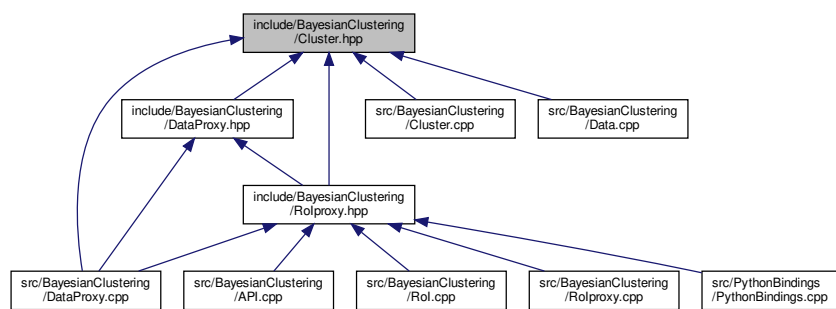 include/BayesianClustering
/Cluster.hpp
include/BayesianClustering
/DataProxy.hpp
src/BayesianClustering
/Cluster.cpp
src/BayesianClustering
/Data.cpp
include/BayesianClustering
/RoIproxy.hpp
src/BayesianClustering
/DataProxy.cpp
src/BayesianClustering
/API.cpp
src/BayesianClustering
/RoI.cpp
src/BayesianClustering
/RoIproxy.cpp
src/PythonBindings
/PythonBindings.cpp